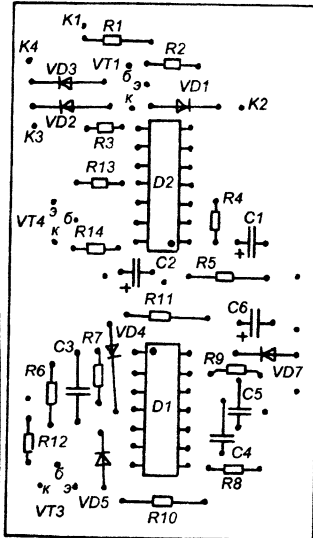 K1
R1
K4
R2
VT1
б
э
VD3
VD1
к
K2
VD2
K3
R3
D2
R13
R4
э
VT4
б
к
R14
C1
+
C2
+
R5
R11
C6
+
VD4
R7
C3
VD7
R9
R6
D1
C5
R12
C4
б
к
э
VT3
VD5
R8
R10